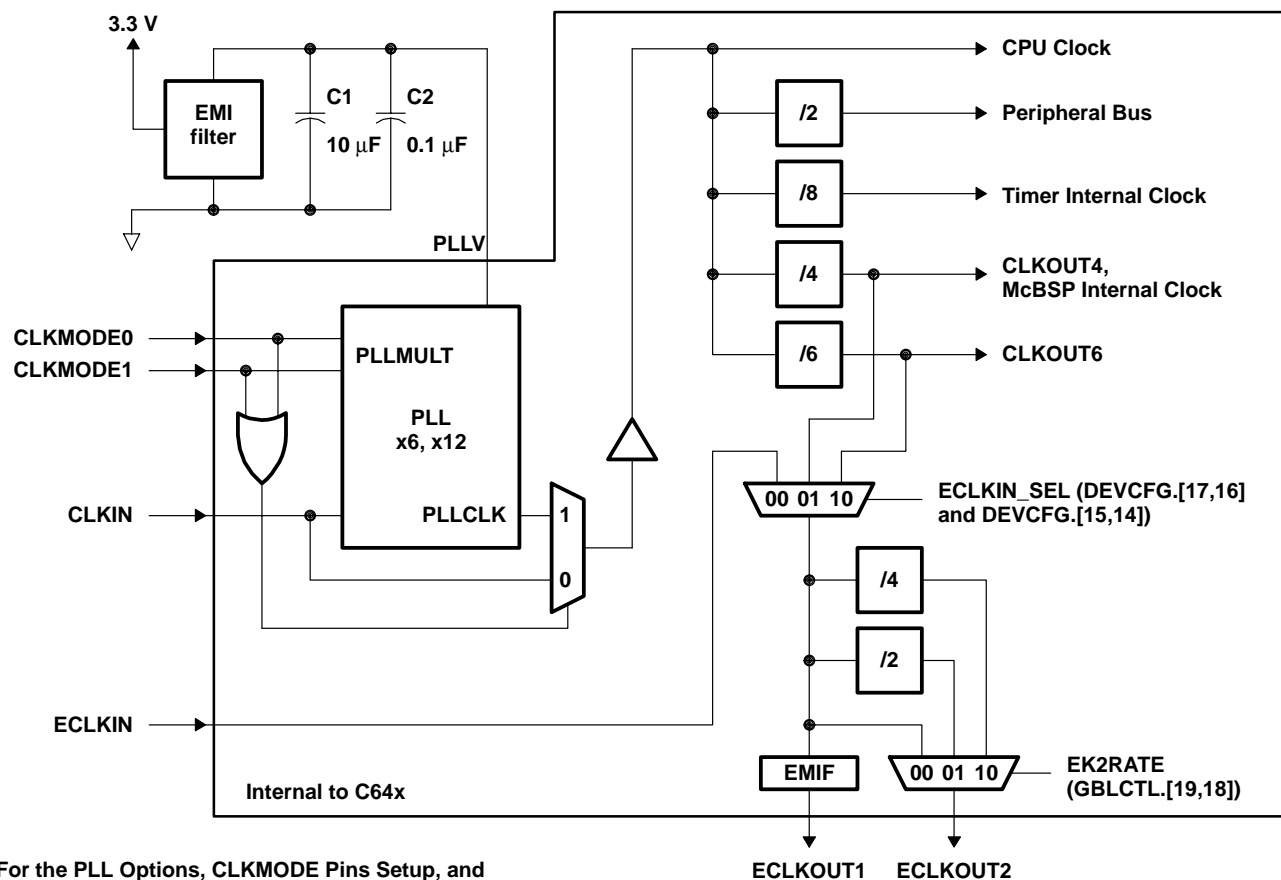 3.3 V
CPU Clock
C1
C2
EMI
filter
/2
Peripheral Bus
10 µF
0.1 µF
/8
Timer Internal Clock
PLLV
/4
CLKOUT4,
McBSP Internal Clock
CLKMODE0
PLLMULT
/6
CLKOUT6
CLKMODE1
PLL
x6, x12
00 01 10
ECLKIN_SEL (DEVCFG.[17,16]
and DEVCFG.[15,14])
CLKIN
PLLCLK
1
0
/4
/2
ECLKIN
EMIF
00 01 10
EK2RATE
(GBLCTL.[19,18])
Internal to C64x
ECLKOUT1
ECLKOUT2
For the PLL Options, CLKMODE Pins Setup, and